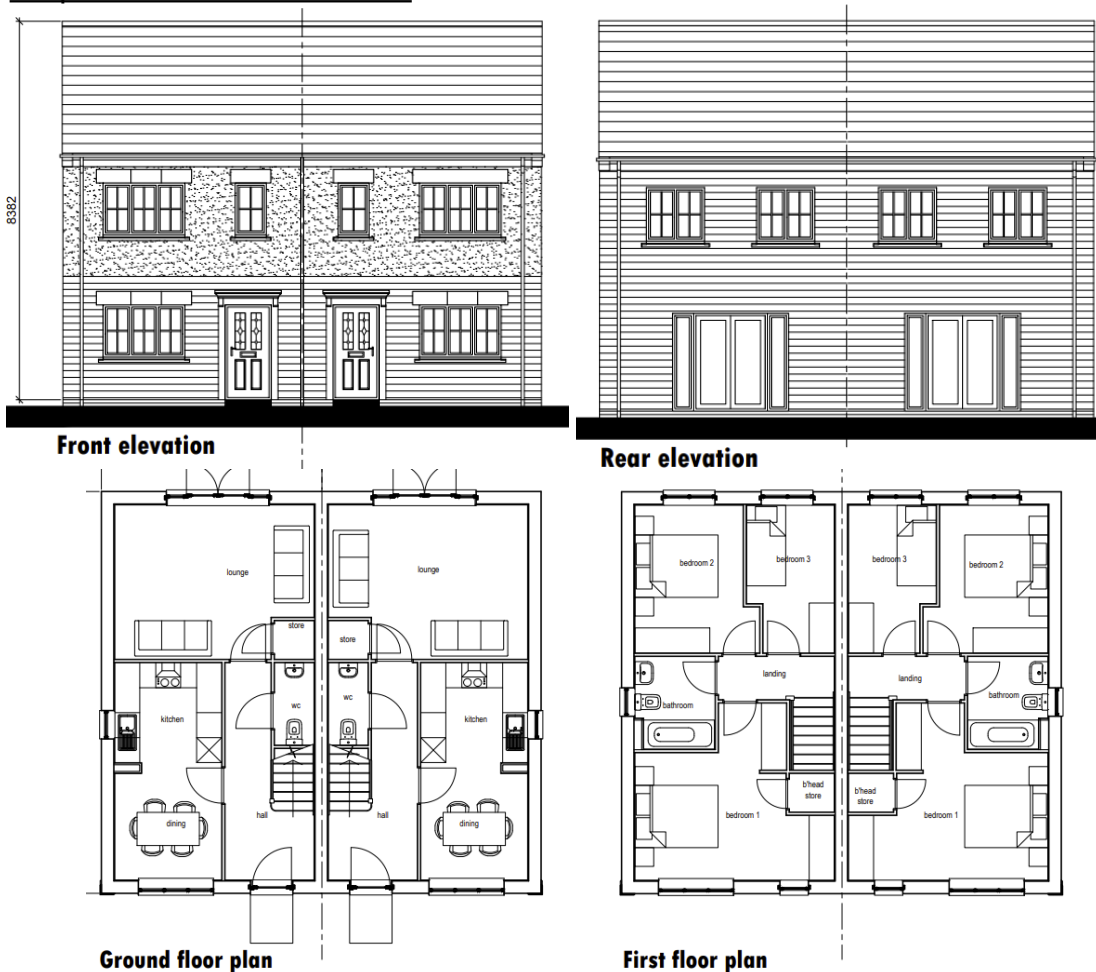 8382
Front elevation
Rear elevation
lounge
lounge
store
store
wc
wc
kitchen
kitchen
hall
hall
dining
dining
Ground floor plan
bedroom 2
bedroom 3
bedroom 3
bedroom 2
landing
landing
bathroom
bathroom
b'head
store
b'head
store
bedroom 1
bedroom 1
First floor plan